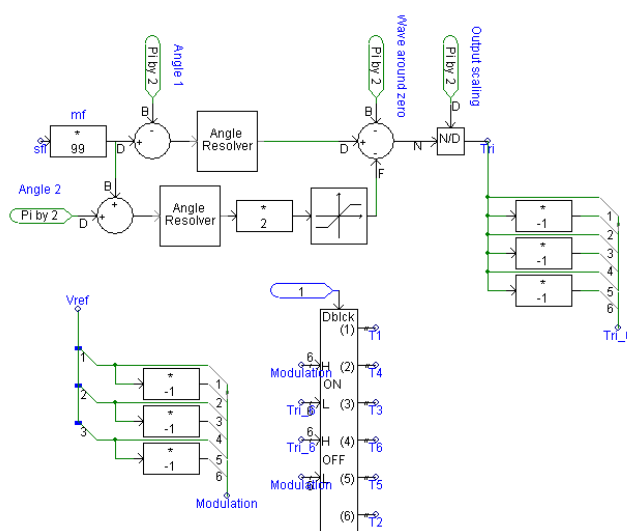 Angle 1
Pi by 2
Wave around zero
Pi by 2
Output scaling
Pi by 2
B
B
D
mf
*
99
D
+
-
Angle
Resolver
D
+
-
-
N
N/D
Tri
F
B
Angle 2
Pi by 2
D
+
+
Angle
Resolver
*
2
*
-1
1
2
*
-1
3
4
*
-1
5
6
Vref
1
2
3
*
-1
1
2
*
-1
3
4
*
-1
5
6
Modulation
1
Dblck
(1)
T1
6
H
Modulation
(2)
T4
ON
6
L
Tri_6
(3)
T3
6
H
Tri_6
(4)
T6
OFF
L
Modulation
(5)
T5
(6)
T2